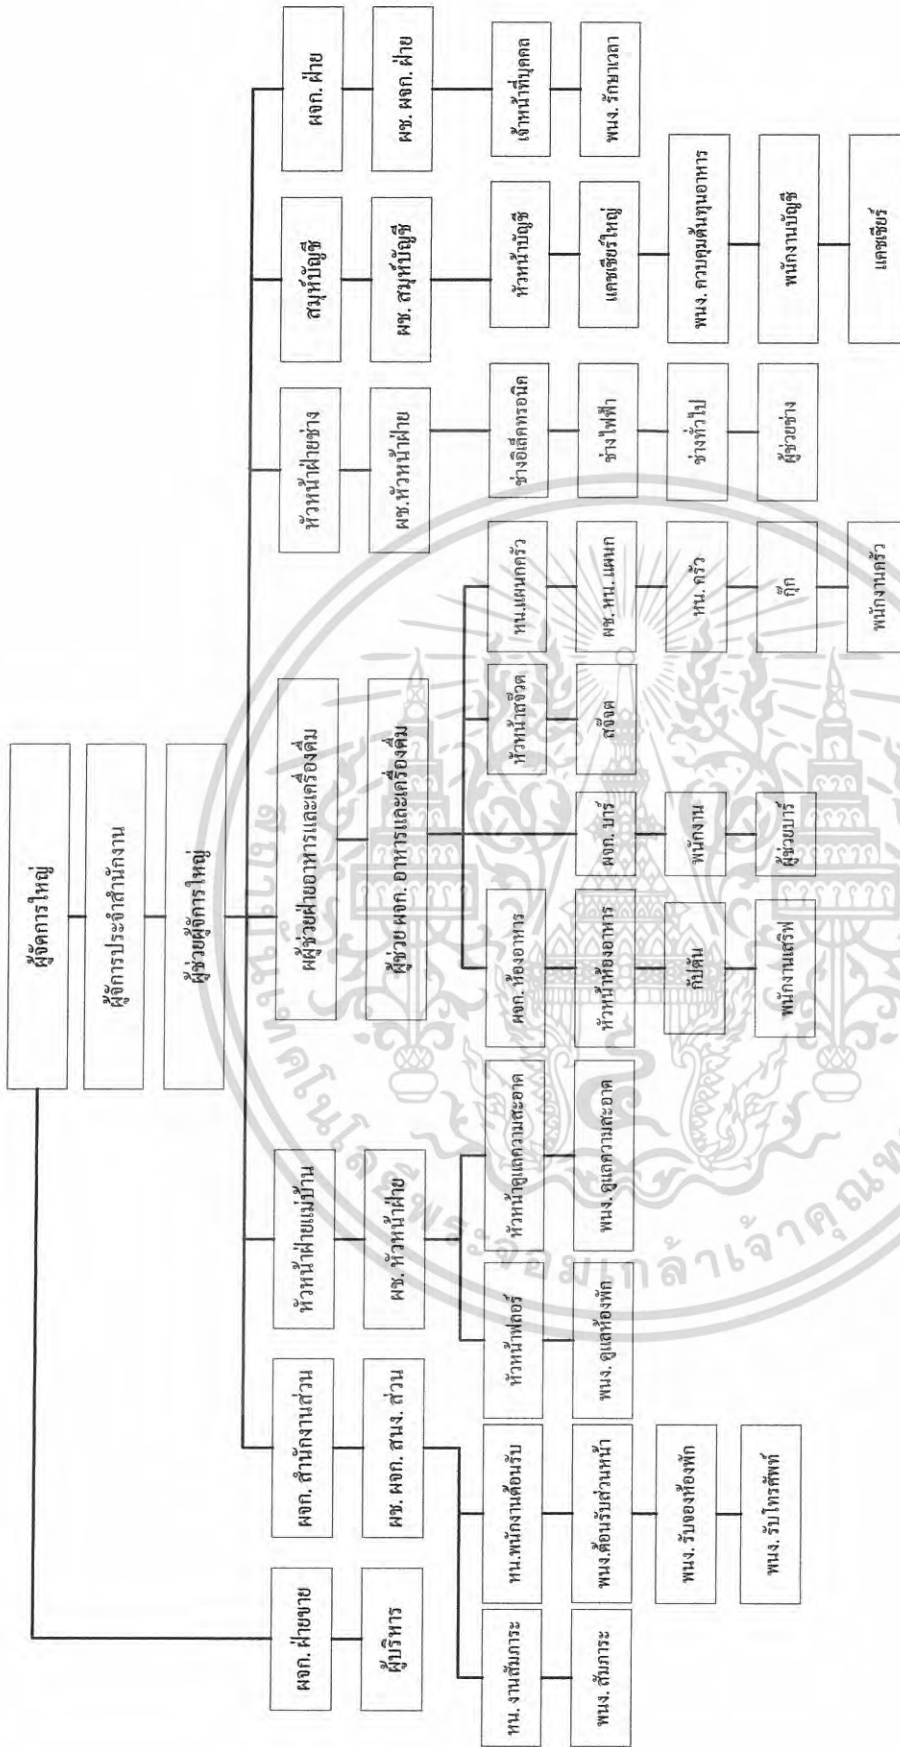 ผู้จัดการใหญ่
ผู้จัการประจำสำนักงาน
ผู้ช่วยผู้จัการใหญ่
ผจก. ฝ่ายขาย
ผู้บริหาร
ผจก. สำนักงานส่วน
ผช. ผจก. สนง. ส่วน
หน. งานสัมภาระ
พนง. สัมภาระ
หน.พนักงานต้อนรับ
พนง.ต้อนรับส่วนหน้า
พนง. รับจองห้องพัก
พนง. รับโทรศัพท์
หัวหน้าฝ่ายแม่บ้าน
ผช. หัวหน้าฝ่าย
หัวหน้าฟลอร์
พนง. ดูแลห้องพัก
หัวหน้าดูแลความสะอาด
พนง. ดูแลความสะอาด
ผผู้ช่วยฝ่ายอาหารและเครื่องดื่ม
ผู้ช่วย ผจก. อาหารและเครื่องดื่ม
ผจก. ห้องอาหาร
หัวหน้าห้องอาหาร
กัปตัน
พนักงานเสริฟ
ผจก. บาร์
พนักงาน
ผู้ช่วยบาร์
หัวหน้าสจ๊วต
สจ๊จต
หน.แผนกครัว
ผช. หน. แผนก
หน. ครัว
กุ๊ก
พนักงานครัว
หัวหน้าฝ่ายช่าง
ผช.หัวหน้าฝ่าย
ช่างอิเล็คทรอนิค
ช่างไฟฟ้า
ช่างทั่วไป
ผู้ช่วยช่าง
สมุห์บัญชี
ผช. สมุห์บัญชี
หัวหน้าบัญชี
แคชเชียร์ใหญ่
พนง. ควบคุมต้นทุนอาหาร
พนักงานบัญชี
แคชเชียร์
ผจก. ฝ่าย
ผช. ผจก. ฝ่าย
เจ้าหน้าที่บุคคล
พนง. รักษาเวลา
พระจอมเกล้าเจ้าคุณท